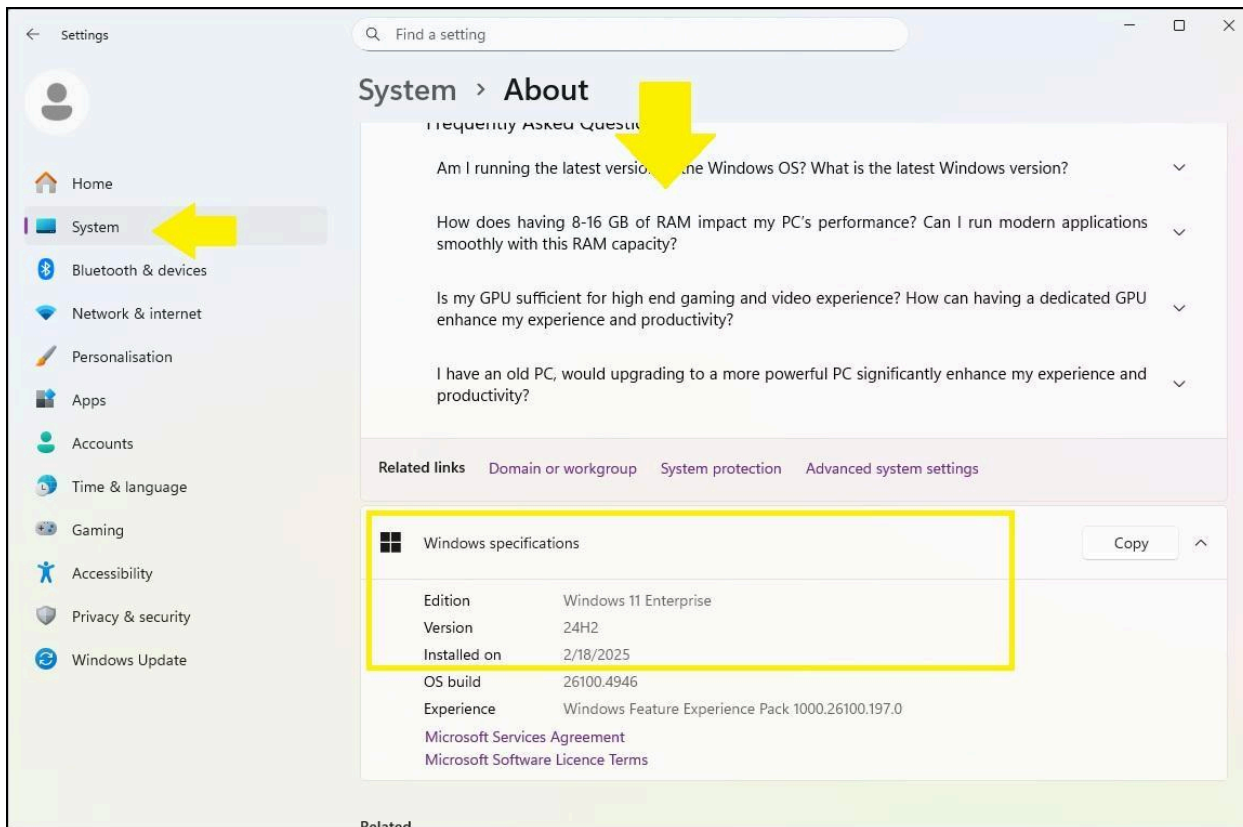 Settings
Find a setting
System > About
Frequently Asked
Am I running the latest the Windows OS? What is the latest Windows version?
How does having 8-16 GB of RAM impact my PC's performance? Can I run modern applications
smoothly with this RAM capacity?
Is my GPU sufficient for high end gaming and video experience? How can having a dedicated GPU
enhance my experience and productivity?
I have an old PC, would upgrading to a more powerful PC significantly enhance my experience and
productivity?
Home
System
Bluetooth & devices
Network & internet
Personalisation
Apps
Accounts
Time & language
Gaming
Accessibility
Privacy & security
Windows Update
Related links Domain or workgroup System protection Advanced system settings
Windows specifications Copy
Edition Windows 11 Enterprise
Version 24H2
Installed on 2/18/2025
OS build 26100.4946
Experience Windows Feature Experience Pack 1000.26100.197.0
Microsoft Services Agreement
Microsoft Software Licence Terms
Related